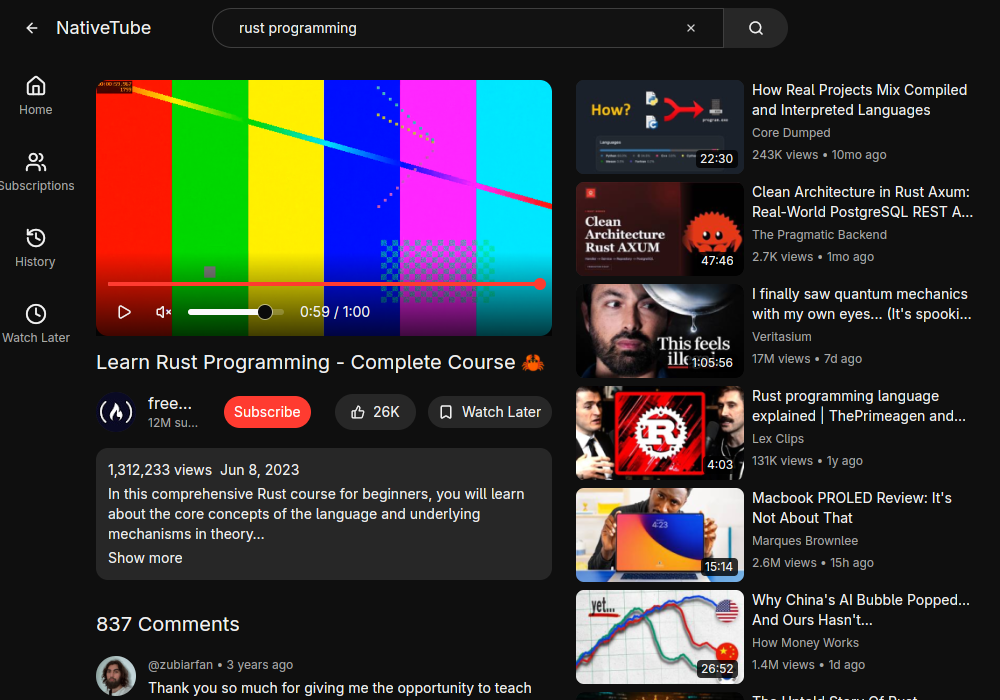 NativeTube
rust programming
Home
Subscriptions
History
Watch Later
0:59 / 1:00
Learn Rust Programming - Complete Course 🦀
free...
12M su...
Subscribe
26K
Watch Later
1,312,233 views Jun 8, 2023
In this comprehensive Rust course for beginners, you will learn
about the core concepts of the language and underlying
mechanisms in theory...
Show more
837 Comments
@zubiarfan • 3 years ago
Thank you so much for giving me the opportunity to teach
How?
program.exe
Languages
22:30
How Real Projects Mix Compiled
and Interpreted Languages
Core Dumped
243K views • 10mo ago
Clean
Architecture
Rust AXUM
47:46
Clean Architecture in Rust Axum:
Real-World PostgreSQL REST A...
The Pragmatic Backend
2.7K views • 1mo ago
This feels
1:05:56
I finally saw quantum mechanics
with my own eyes... (It's spooki...
Veritasium
17M views • 7d ago
R
4:03
Rust programming language
explained | ThePrimeagen and...
Lex Clips
131K views • 1y ago
4:23
15:14
Macbook PROLED Review: It's
Not About That
Marques Brownlee
2.6M views • 15h ago
yet...
26:52
Why China's AI Bubble Popped...
And Ours Hasn't...
How Money Works
1.4M views • 1d ago